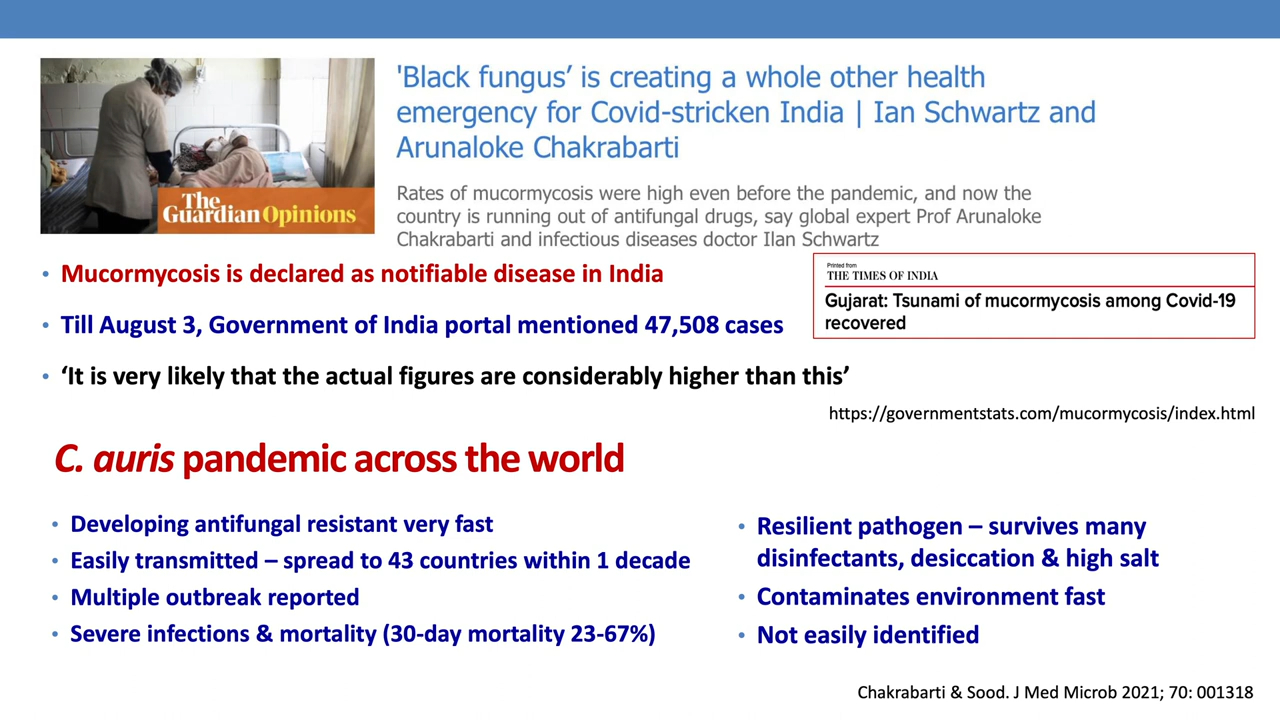 'Black fungus’ is creating a whole other health
emergency for Covid-stricken India | Ian Schwartz and
Arunaloke Chakrabarti
The
Guardian Opinions
Rates of mucormycosis were high even before the pandemic, and now the
country is running out of antifungal drugs, say global expert Prof Arunaloke
Chakrabarti and infectious diseases doctor Ilan Schwartz
• Mucormycosis is declared as notifiable disease in India
• Till August 3, Government of India portal mentioned 47,508 cases
• ‘It is very likely that the actual figures are considerably higher than this’
Printed from
THE TIMES OF INDIA
Gujarat: Tsunami of mucormycosis among Covid-19
recovered
https://governmentstats.com/mucormycosis/index.html
C. auris pandemic across the world
• Developing antifungal resistant very fast
• Easily transmitted – spread to 43 countries within 1 decade
• Multiple outbreak reported
• Severe infections & mortality (30-day mortality 23-67%)
• Resilient pathogen – survives many
disinfectants, desiccation & high salt
• Contaminates environment fast
• Not easily identified
Chakrabarti & Sood. J Med Microb 2021; 70: 001318